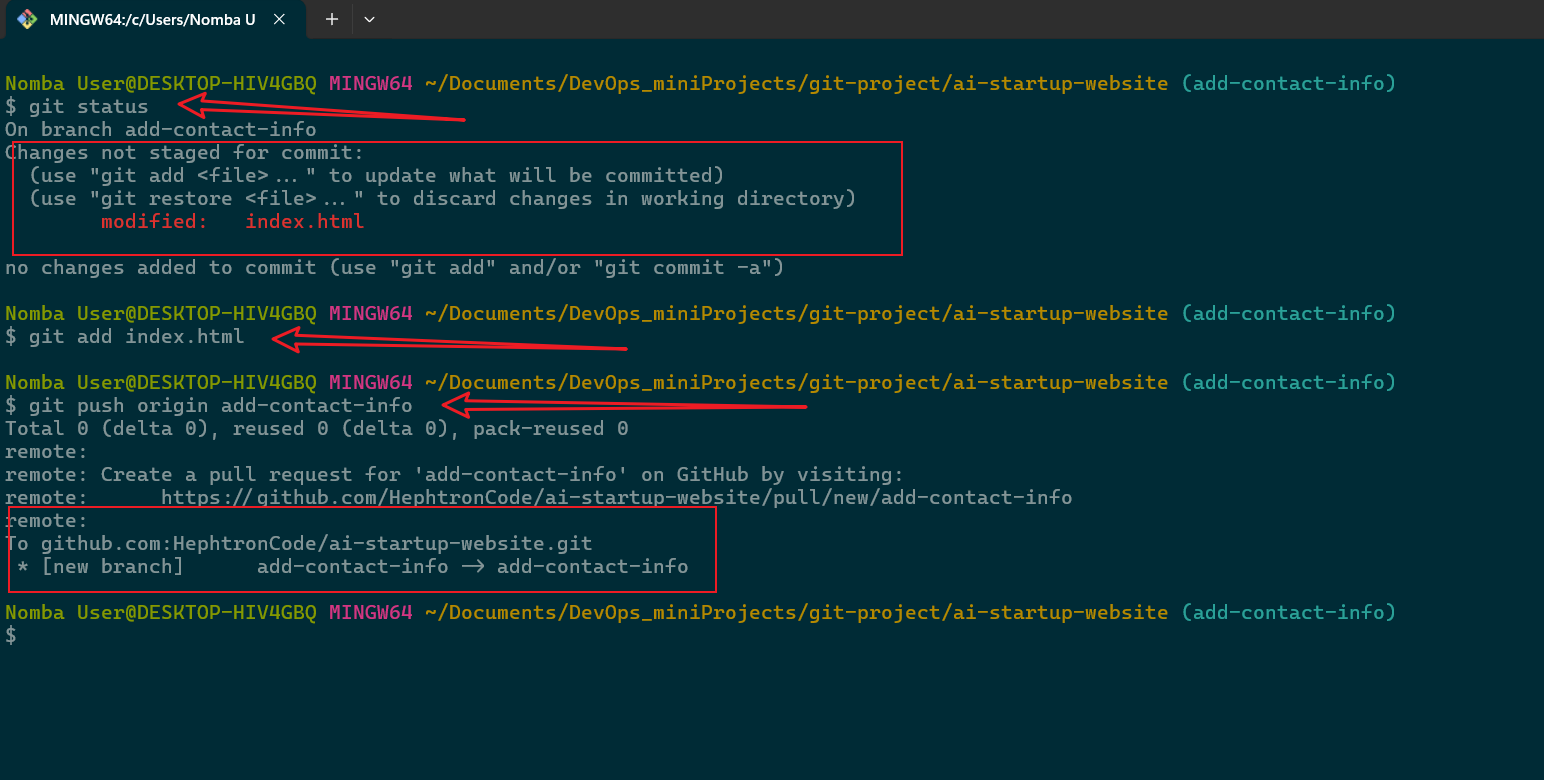 MINGW64:/c/Users/Nomba U
Nomba User@DESKTOP-HIV4GBQ MINGW64 ~/Documents/DevOps_miniProjects/git-project/ai-startup-website (add-contact-info)
$ git status
On branch add-contact-info
Changes not staged for commit:
  (use "git add <file>..." to update what will be committed)
  (use "git restore <file>..." to discard changes in working directory)
        modified:   index.html
no changes added to commit (use "git add" and/or "git commit -a")
Nomba User@DESKTOP-HIV4GBQ MINGW64 ~/Documents/DevOps_miniProjects/git-project/ai-startup-website (add-contact-info)
$ git add index.html
Nomba User@DESKTOP-HIV4GBQ MINGW64 ~/Documents/DevOps_miniProjects/git-project/ai-startup-website (add-contact-info)
$ git push origin add-contact-info
Total 0 (delta 0), reused 0 (delta 0), pack-reused 0
remote:
remote: Create a pull request for 'add-contact-info' on GitHub by visiting:
remote:      https://github.com/HephtronCode/ai-startup-website/pull/new/add-contact-info
remote:
To github.com:HephtronCode/ai-startup-website.git
 * [new branch]      add-contact-info -> add-contact-info
Nomba User@DESKTOP-HIV4GBQ MINGW64 ~/Documents/DevOps_miniProjects/git-project/ai-startup-website (add-contact-info)
$